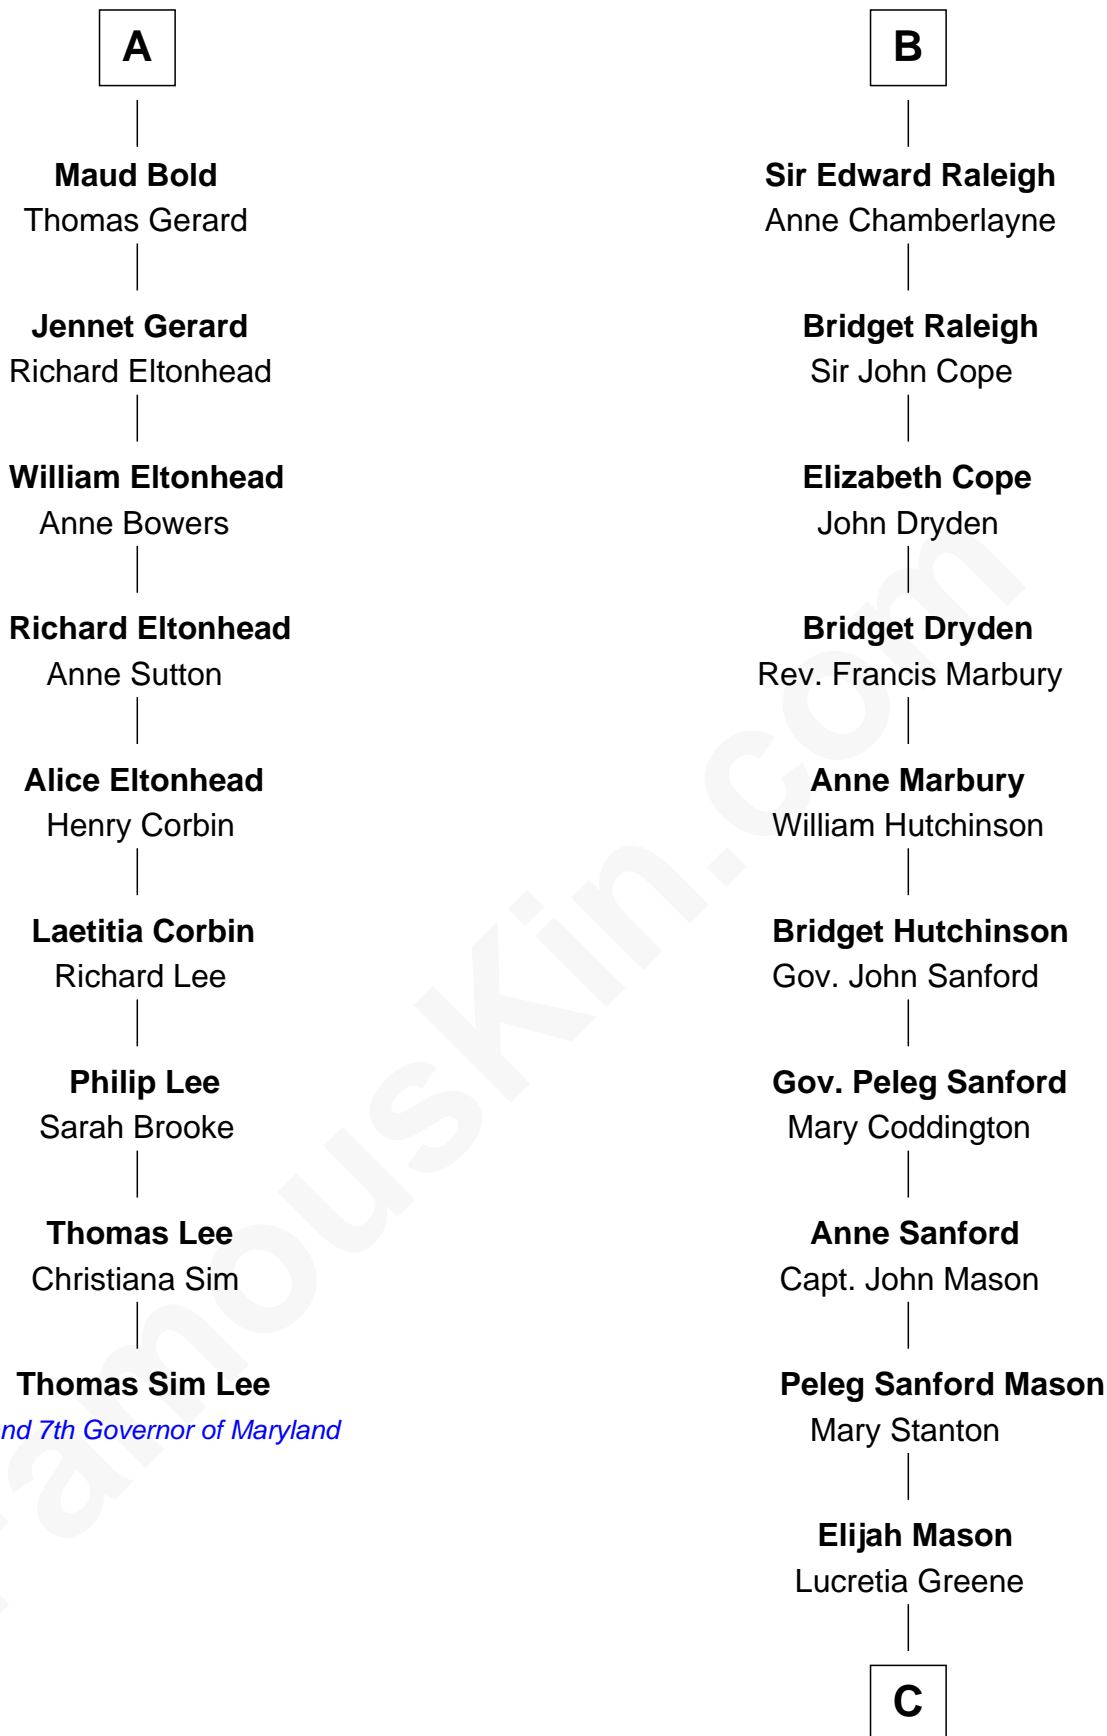 A
Maud Bold
Thomas Gerard
Jennet Gerard
Richard Eltonhead
William Eltonhead
Anne Bowers
Richard Eltonhead
Anne Sutton
Alice Eltonhead
Henry Corbin
Laetitia Corbin
Richard Lee
Philip Lee
Sarah Brooke
Thomas Lee
Christiana Sim
Thomas Sim Lee
nd 7th Governor of Maryland
B
Sir Edward Raleigh
Anne Chamberlayne
Bridget Raleigh
Sir John Cope
Elizabeth Cope
John Dryden
Bridget Dryden
Rev. Francis Marbury
Anne Marbury
William Hutchinson
Bridget Hutchinson
Gov. John Sanford
Gov. Peleg Sanford
Mary Coddington
Anne Sanford
Capt. John Mason
Peleg Sanford Mason
Mary Stanton
Elijah Mason
Lucretia Greene
C
FamousKin.com